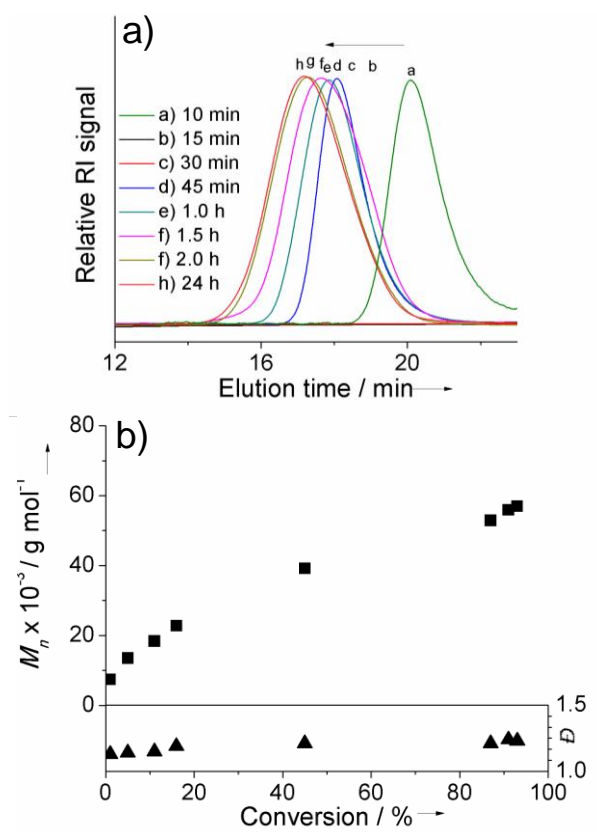 a)
h g f e d c b a
a) 10 min
b) 15 min
c) 30 min
d) 45 min
e) 1.0 h
f) 1.5 h
f) 2.0 h
h) 24 h
Relative RI signal
12 16 20
Elution time / min
b)
80
60
40
20
0
Mn x 10⁻³ / g mol⁻¹
1.5
1.0
Đ
0 20 40 60 80 100
Conversion / %